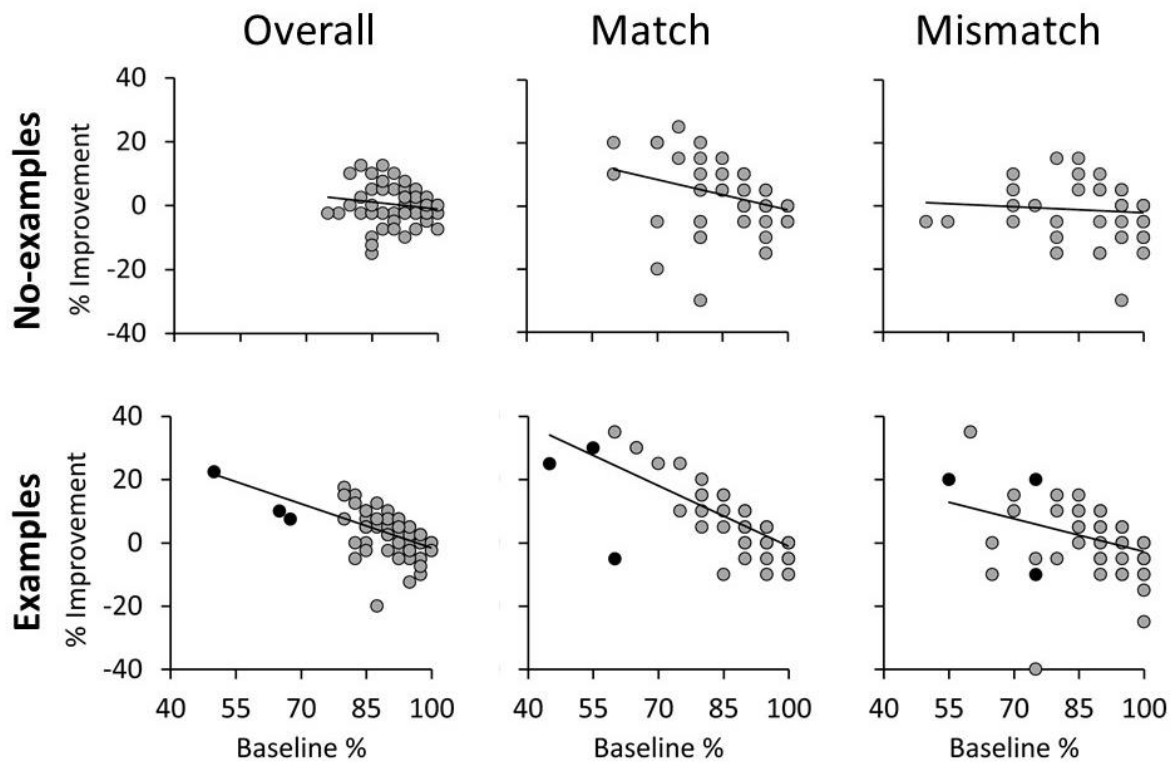 Overall Match Mismatch
No-examples
% Improvement
40
20
0
-20
-40
Examples
% Improvement
40
20
0
-20
-40
40 55 70 85 100 40 55 70 85 100 40 55 70 85 100
Baseline % Baseline % Baseline %